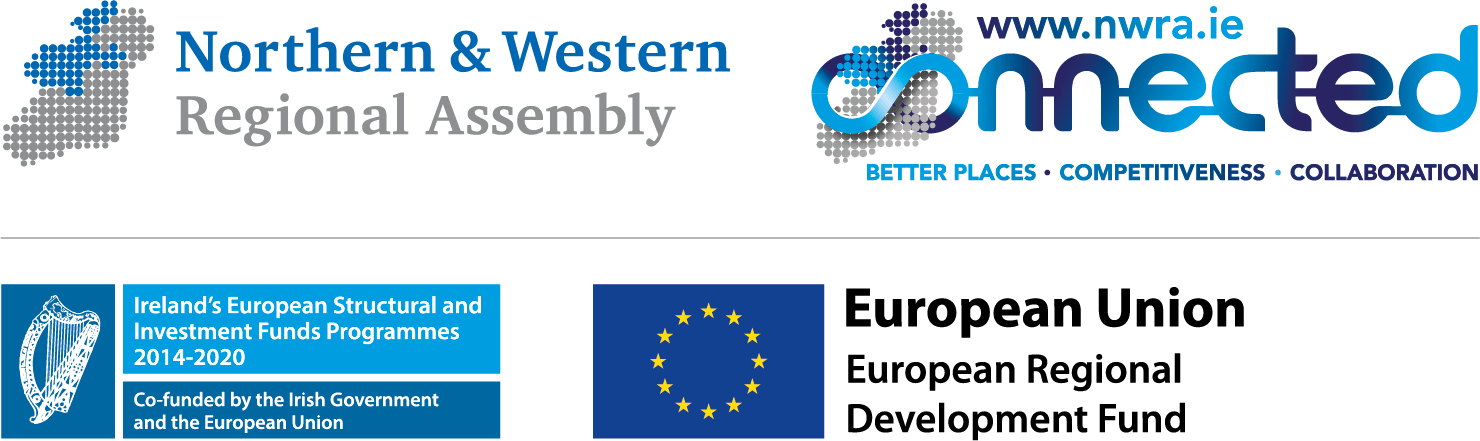 Northern & Western
Regional Assembly
www.nwra.ie
connected
BETTER PLACES • COMPETITIVENESS • COLLABORATION
Ireland's European Structural and
Investment Funds Programmes
2014-2020
Co-funded by the Irish Government
and the European Union
European Union
European Regional
Development Fund